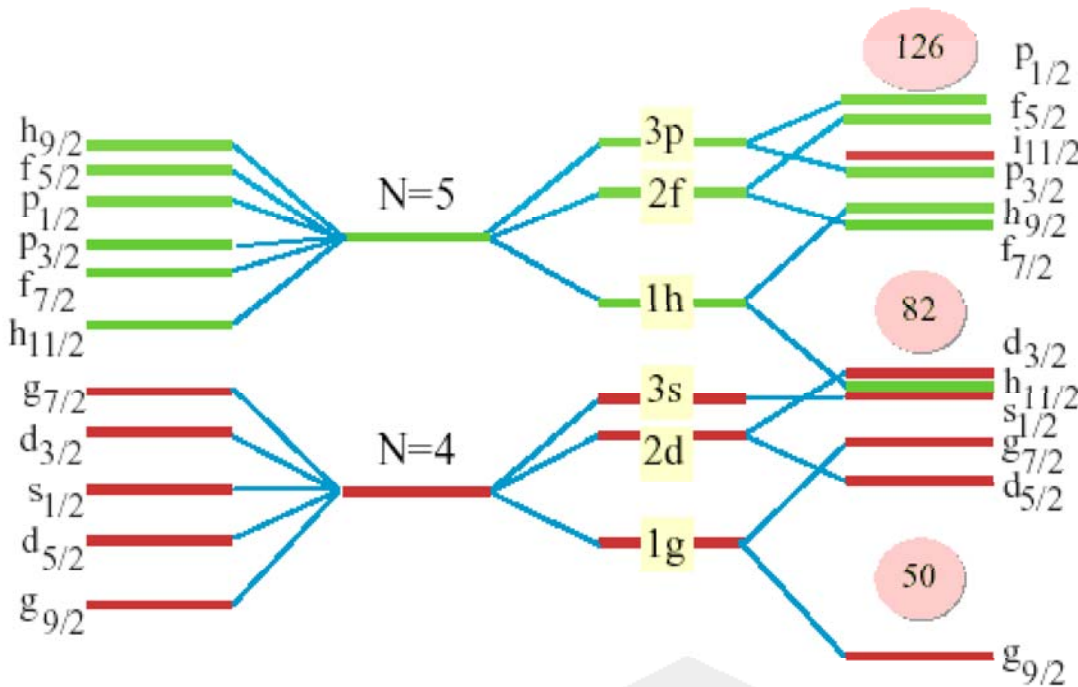 126
p1/2
f5/2
h9/2
f5/2
p1/2
p3/2
f7/2
h11/2
N=5
3p
2f
1h
i11/2
p3/2
h9/2
f7/2
82
g7/2
d3/2
s1/2
d5/2
g9/2
N=4
3s
2d
1g
d3/2
h11/2
s1/2
g7/2
d5/2
50
g9/2